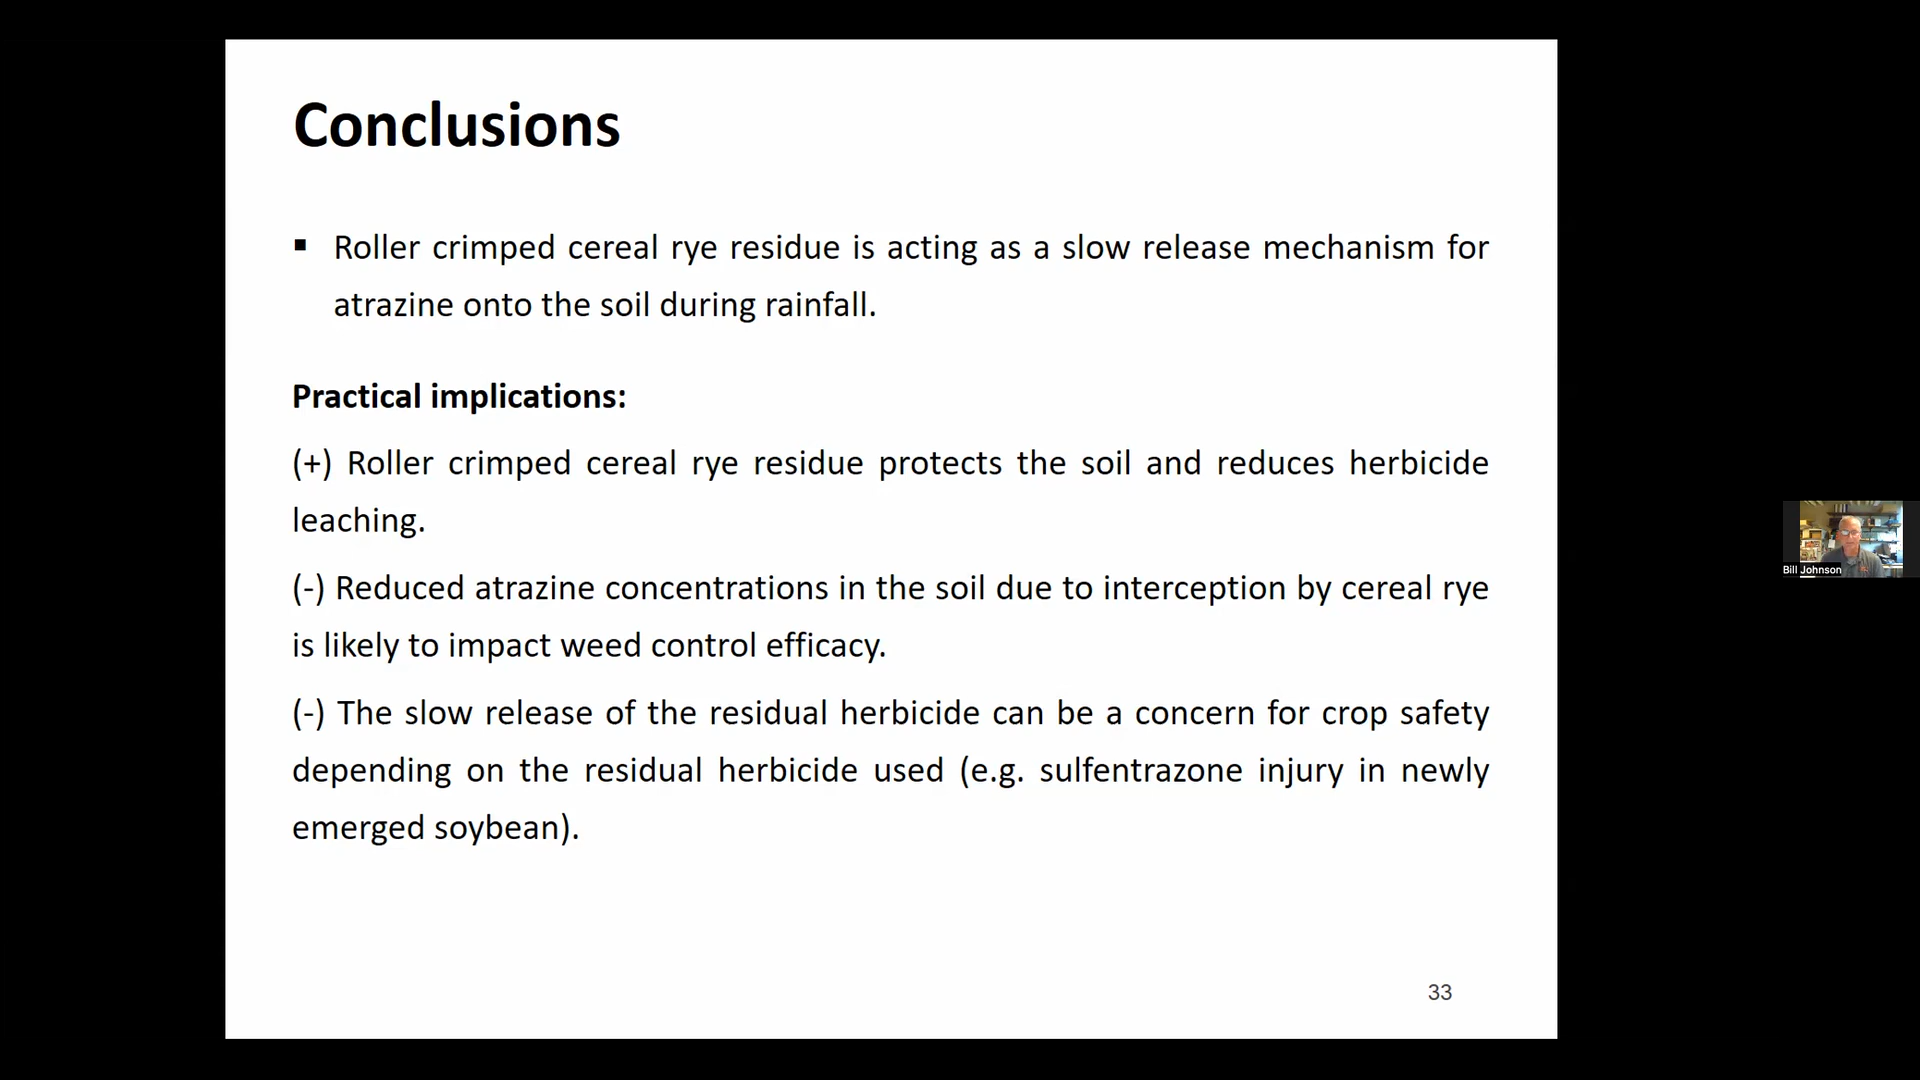 Conclusions
▪ Roller crimped cereal rye residue is acting as a slow release mechanism for
atrazine onto the soil during rainfall.
Practical implications:
(+) Roller crimped cereal rye residue protects the soil and reduces herbicide
leaching.
(-) Reduced atrazine concentrations in the soil due to interception by cereal rye
is likely to impact weed control efficacy.
(-) The slow release of the residual herbicide can be a concern for crop safety
depending on the residual herbicide used (e.g. sulfentrazone injury in newly
emerged soybean).
Bill Johnson
33